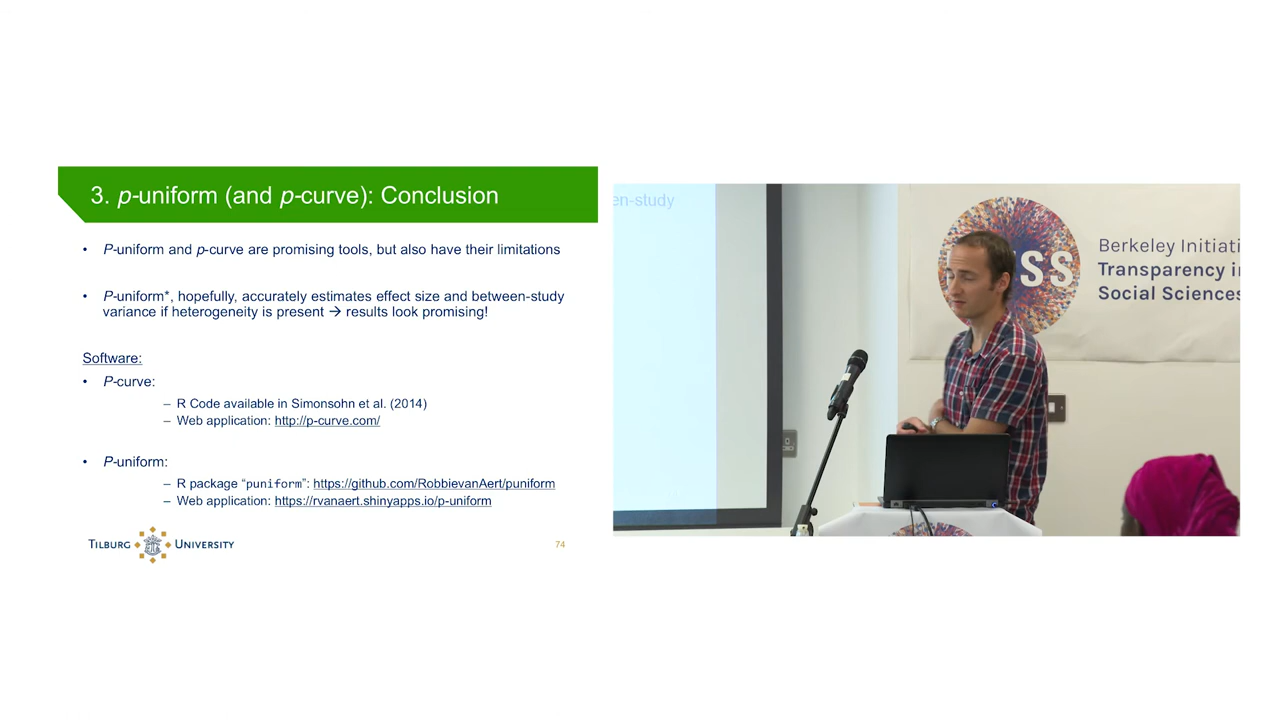 3. p-uniform (and p-curve): Conclusion
• P-uniform and p-curve are promising tools, but also have their limitations
• P-uniform*, hopefully, accurately estimates effect size and between-study
variance if heterogeneity is present → results look promising!
Software:
• P-curve:
– R Code available in Simonsohn et al. (2014)
– Web application: http://p-curve.com/
• P-uniform:
– R package “puniform”: https://github.com/RobbievanAert/puniform
– Web application: https://rvanaert.shinyapps.io/p-uniform
TILBURG UNIVERSITY
74
en-study
SS
Berkeley Initiati
Transparency in
Social Sciences